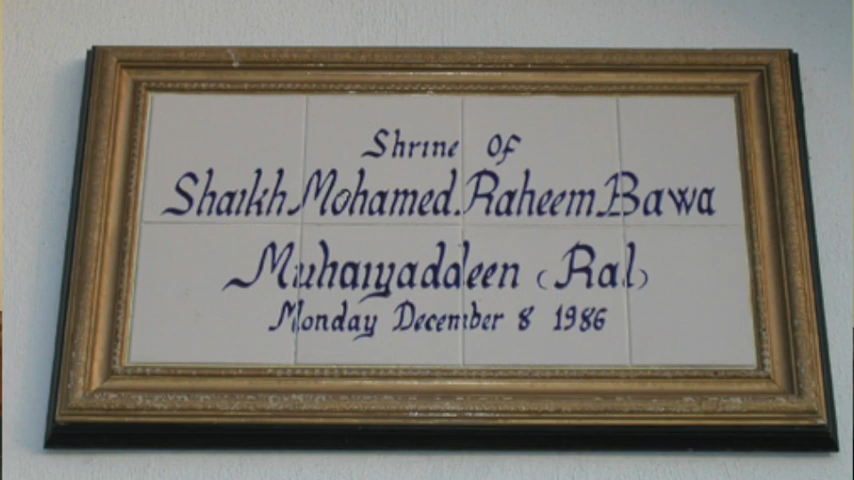 Shrine Of
Shaikh Mohamed.Raheem Bawa
Muhaiyaddeen (Ral)
Monday December 8 1986